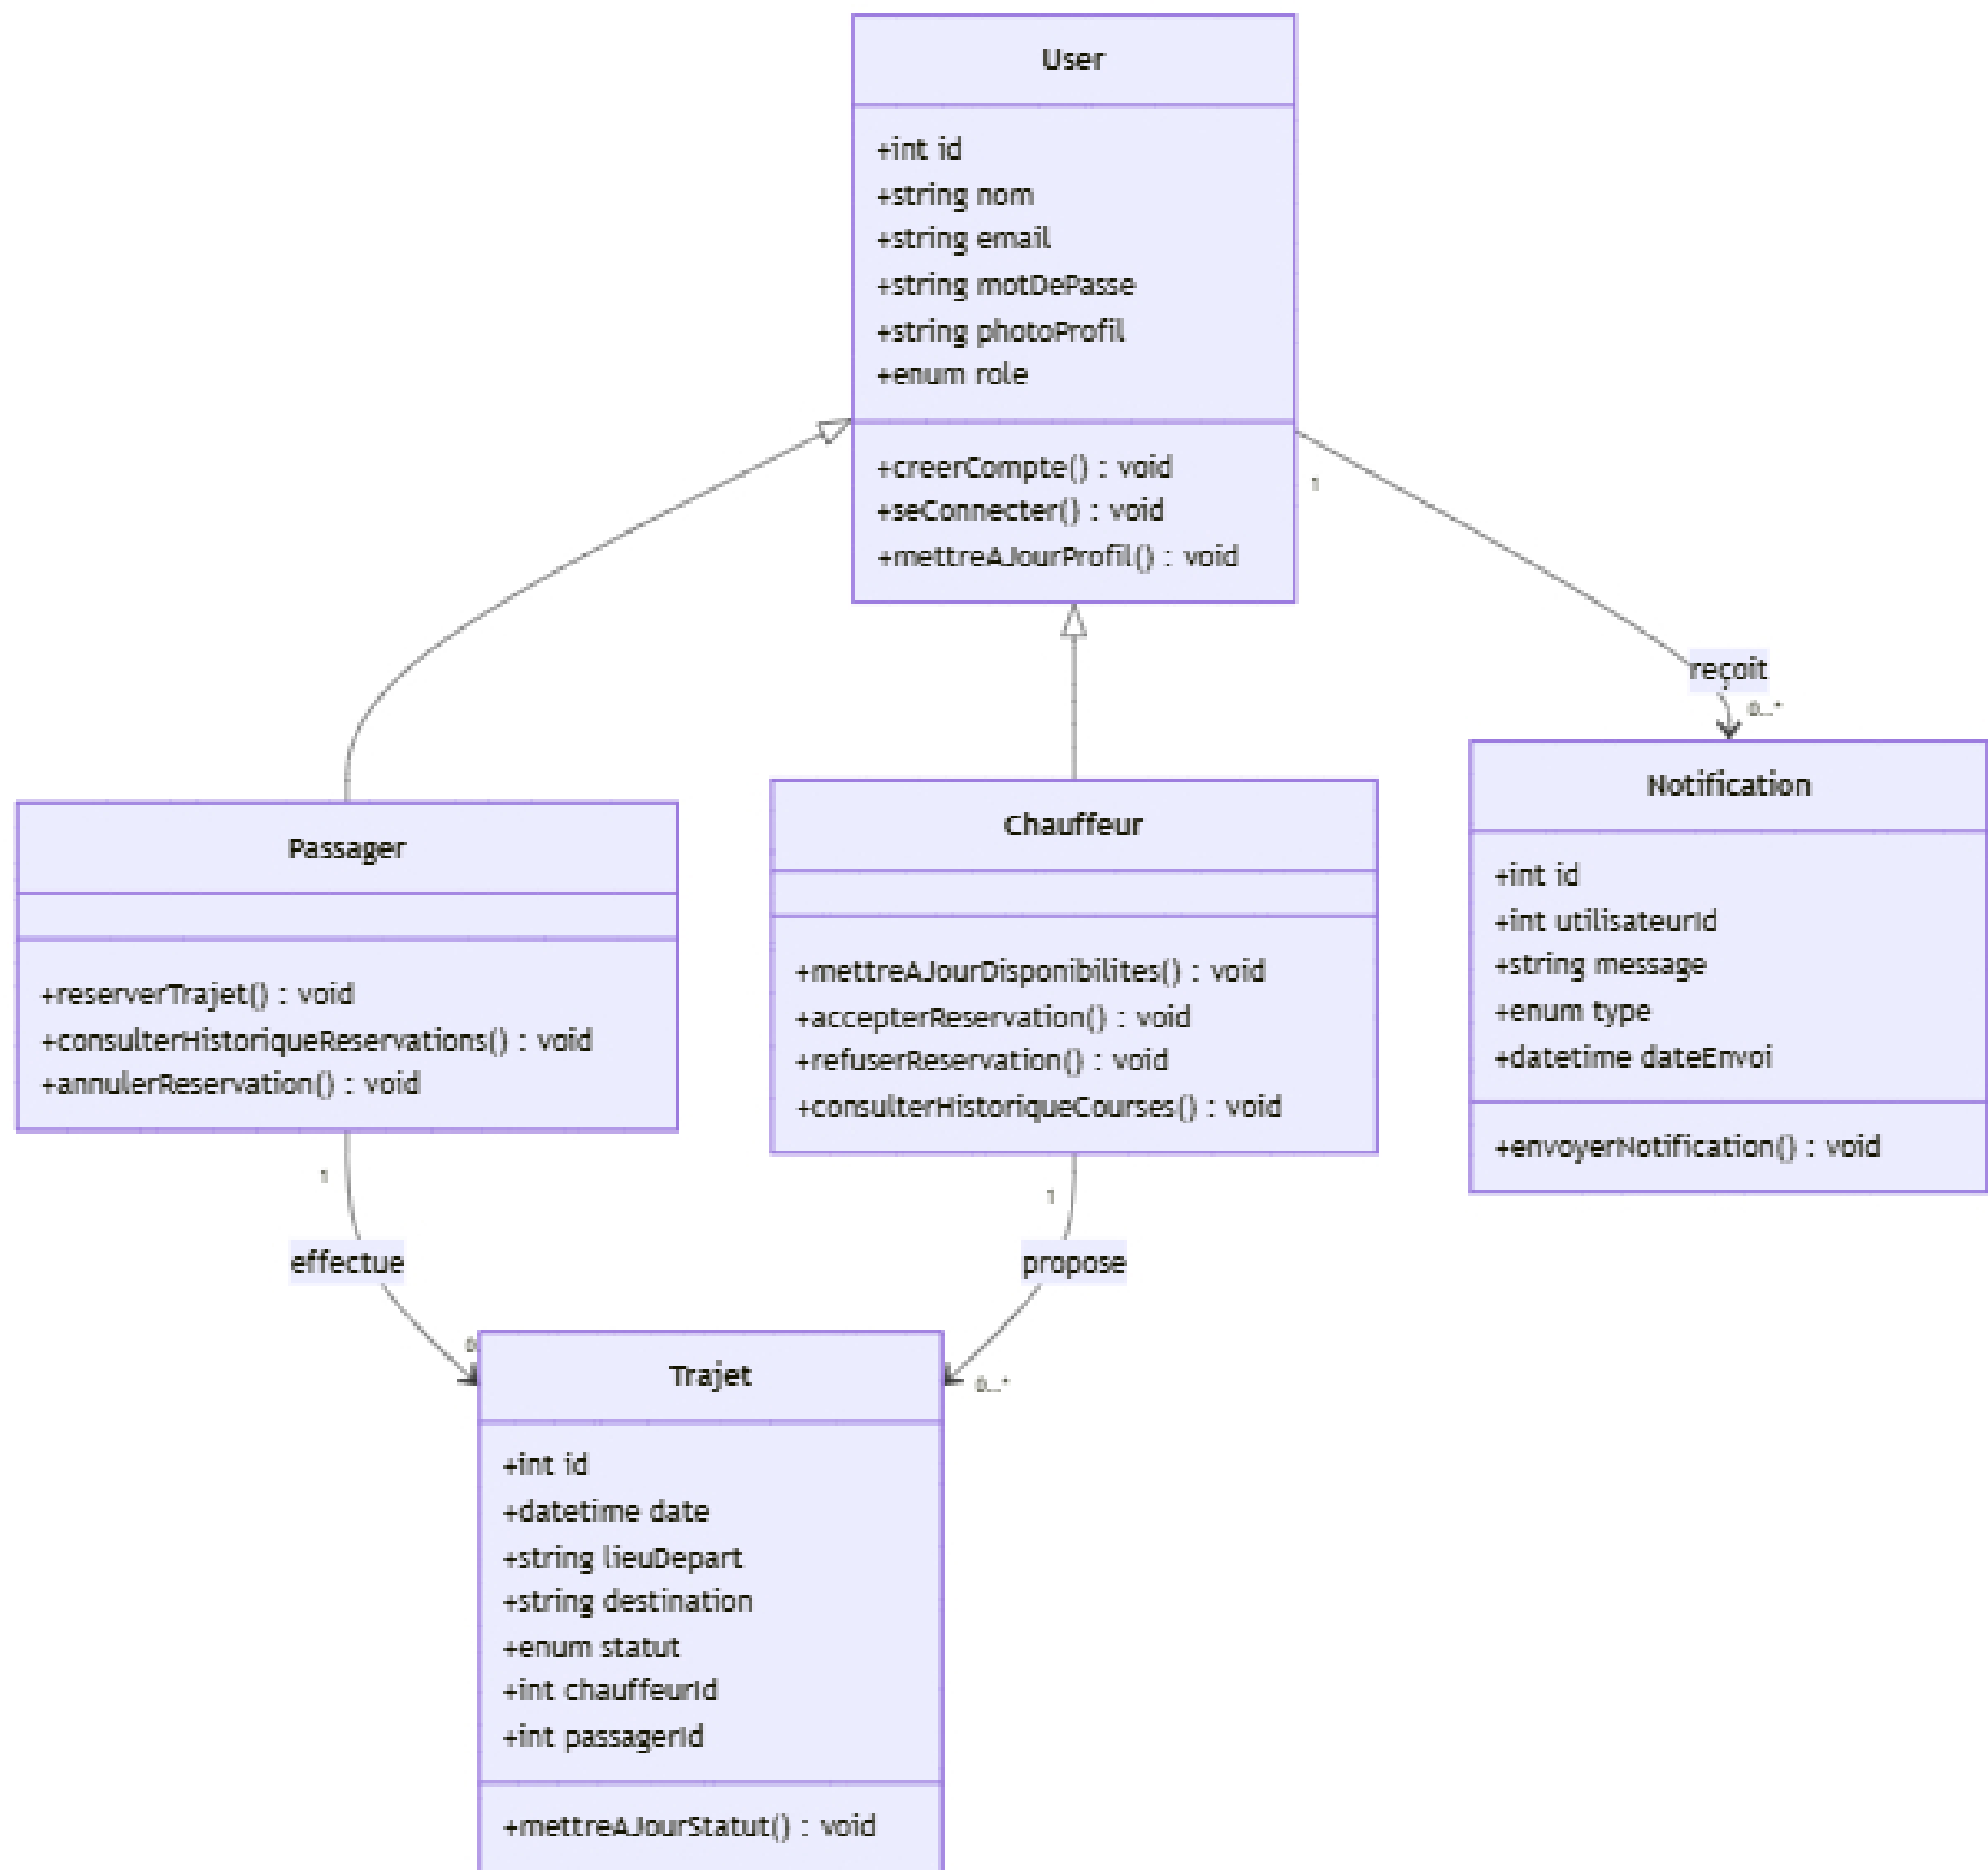 User
+int id
+string nom
+string email
+string motDePasse
+string photoProfil
+enum role
+creerCompte() : void
+seConnecter() : void
+mettreAJourProfil() : void
1
reçoit
0..*
Passager
+reserverTrajet() : void
+consulterHistoriqueReservations() : void
+annulerReservation() : void
Chauffeur
+mettreAJourDisponibilites() : void
+accepterReservation() : void
+refuserReservation() : void
+consulterHistoriqueCourses() : void
Notification
+int id
+int utilisateurId
+string message
+enum type
+datetime dateEnvoi
+envoyerNotification() : void
1
effectue
0
1
propose
0..*
Trajet
+int id
+datetime date
+string lieuDepart
+string destination
+enum statut
+int chauffeurId
+int passagerId
+mettreAJourStatut() : void